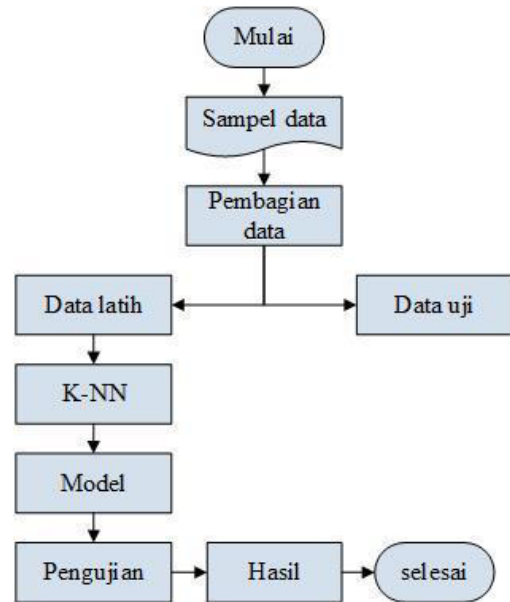 Mulai
Sampel data
Pembagian
data
Data latih
Data uji
K-NN
Model
Pengujian
Hasil
selesai